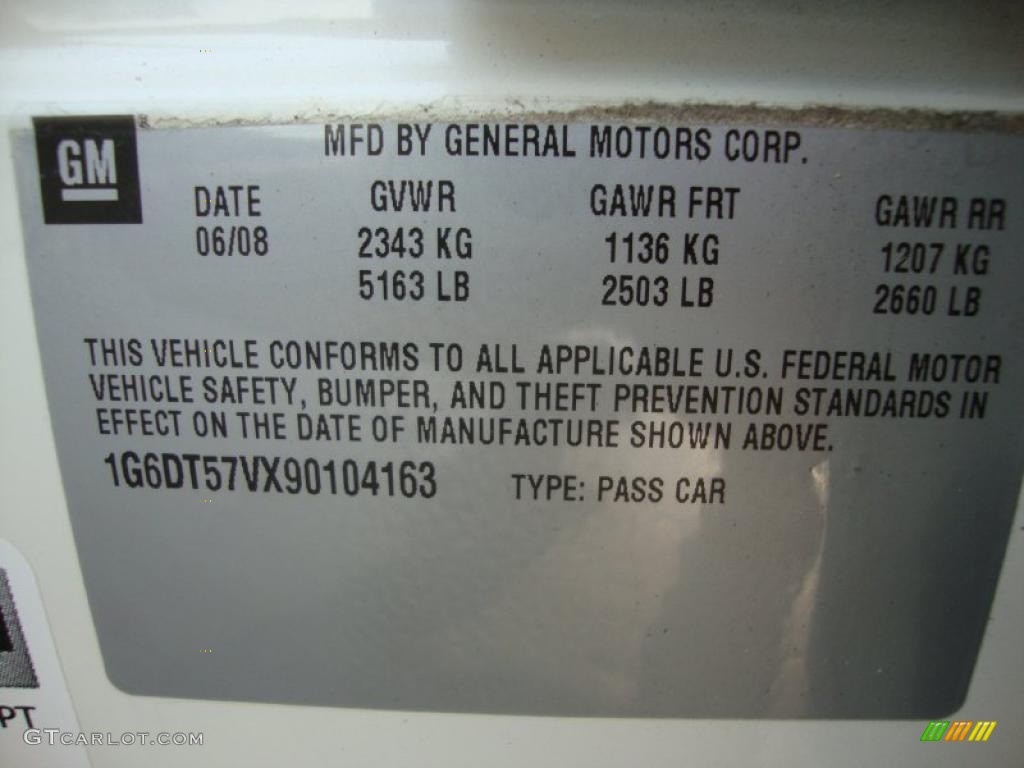 GM
MFD BY GENERAL MOTORS CORP.
DATE GVWR GAWR FRT GAWR RR
06/08 2343 KG 1136 KG 1207 KG
5163 LB 2503 LB 2660 LB
THIS VEHICLE CONFORMS TO ALL APPLICABLE U.S. FEDERAL MOTOR
VEHICLE SAFETY, BUMPER, AND THEFT PREVENTION STANDARDS IN
EFFECT ON THE DATE OF MANUFACTURE SHOWN ABOVE.
1G6DT57VX90104163 TYPE: PASS CAR
PT
GTCARLOT.COM